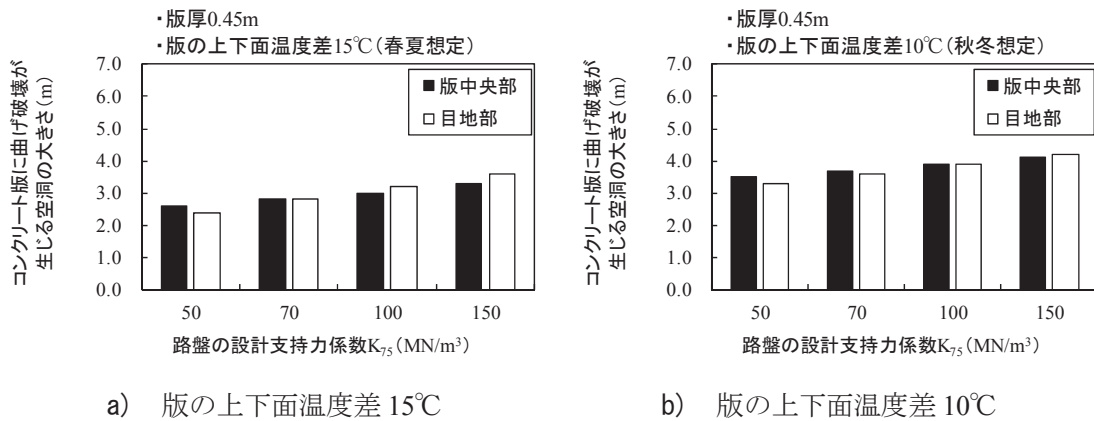 ・版厚0.45m
・版の上下面温度差15℃(春夏想定)
コンクリート版に曲げ破壊が
生じる空洞の大きさ(m)
7.0
6.0
5.0
4.0
3.0
2.0
1.0
0.0
■版中央部
□目地部
50 70 100 150
路盤の設計支持力係数K75(MN/m³)
a) 版の上下面温度差 15℃
・版厚0.45m
・版の上下面温度差10℃(秋冬想定)
コンクリート版に曲げ破壊が
生じる空洞の大きさ(m)
7.0
6.0
5.0
4.0
3.0
2.0
1.0
0.0
■版中央部
□目地部
50 70 100 150
路盤の設計支持力係数K75(MN/m³)
b) 版の上下面温度差 10℃